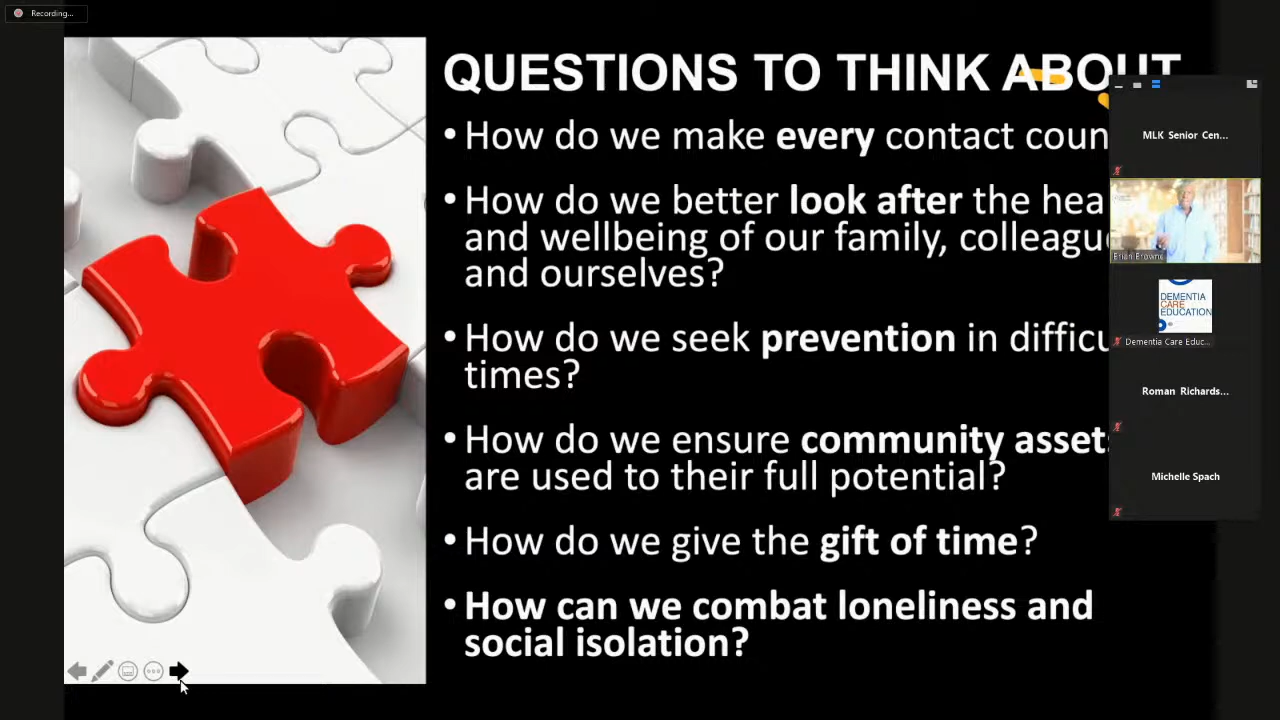 Recording...
QUESTIONS TO THINK ABOUT
• How do we make every contact coun
• How do we better look after the hea
and wellbeing of our family, colleague
and ourselves?
• How do we seek prevention in difficu
times?
• How do we ensure community assets
are used to their full potential?
• How do we give the gift of time?
• How can we combat loneliness and
social isolation?
MLK Senior Cen...
Brian Browne
DEMENTIA
CARE
EDUCATION
Dementia Care Educ...
Roman Richards...
Michelle Spach